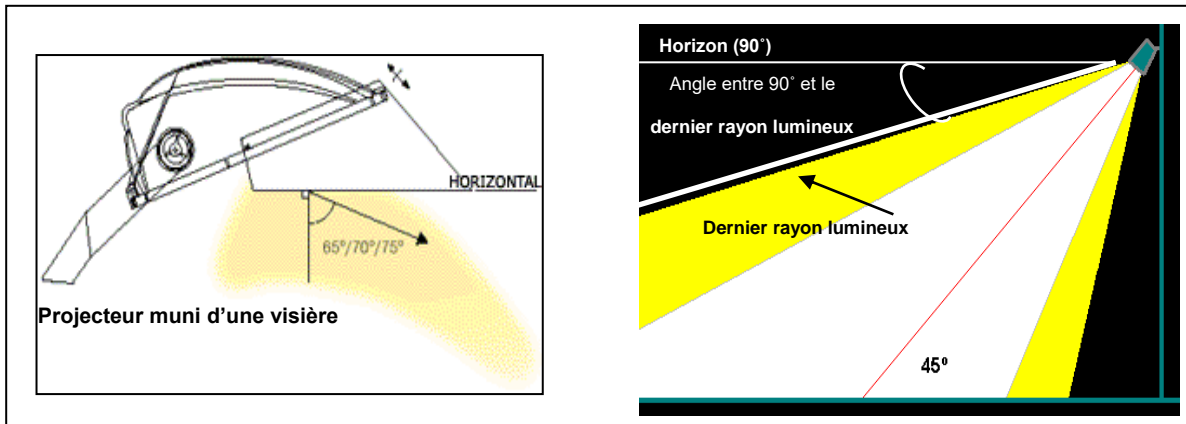 HORIZONTAL
65°/70°/75°
Projecteur muni d'une visière
Horizon (90˚)
Angle entre 90˚ et le
dernier rayon lumineux
Dernier rayon lumineux
45⁰